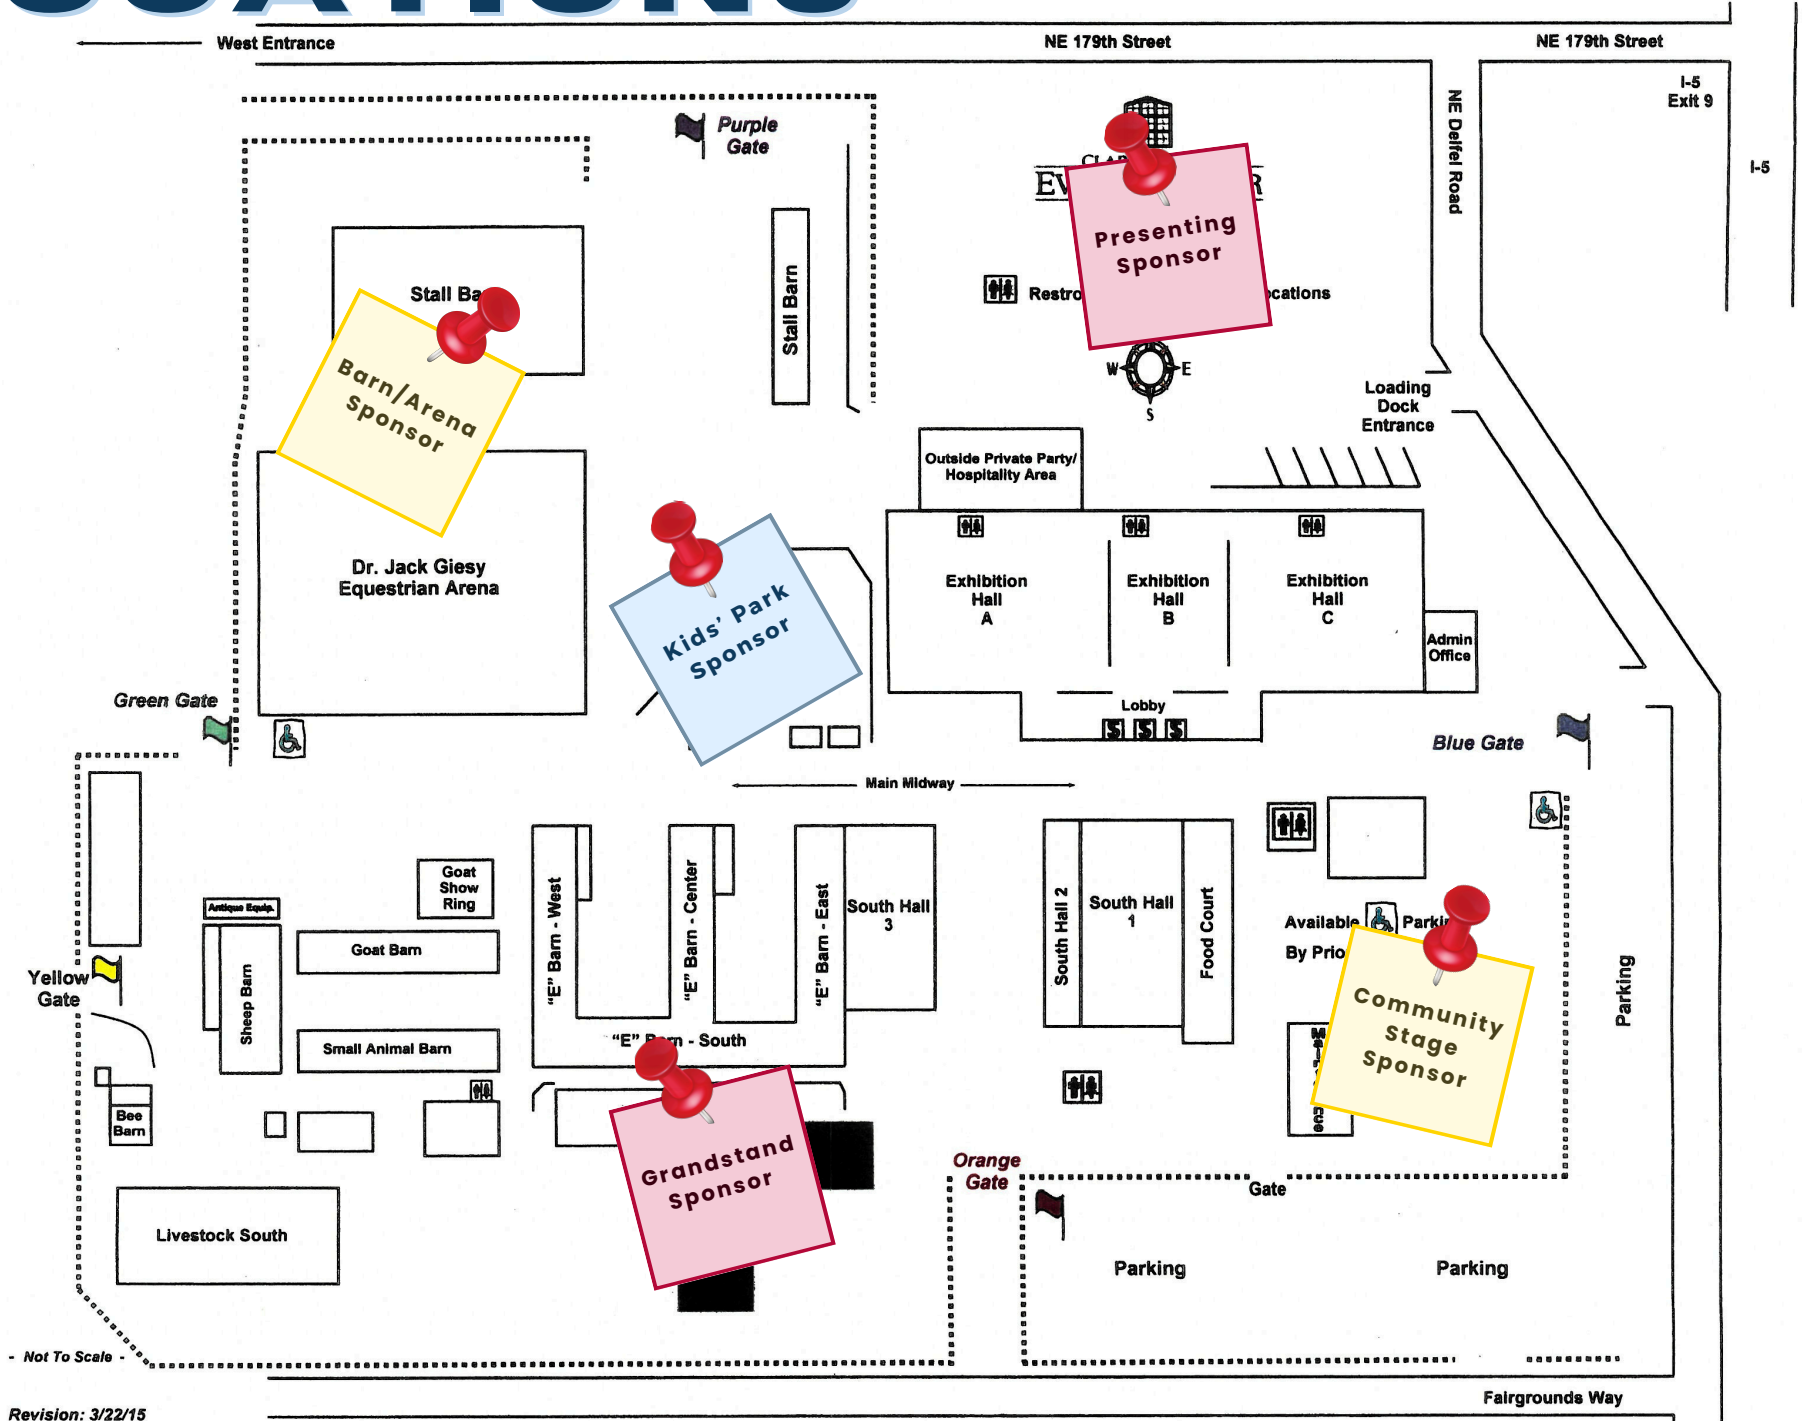 West Entrance
NE 179th Street
NE 179th Street
I-5
Exit 9
NE Delfel Road
I-5
Purple
Gate
Presenting
Sponsor
W
E
S
Stall Barn
Barn/Arena
Sponsor
Loading
Dock
Entrance
Outside Private Party/
Hospitality Area
Dr. Jack Giesy
Equestrian Arena
Kids' Park
Sponsor
Exhibition
Hall
A
Exhibition
Hall
B
Exhibition
Hall
C
Admin
Office
Lobby
$ $ $
Green Gate
Blue Gate
Main Midway
Goat
Show
Ring
Antique Equip.
Goat Barn
Sheep Barn
Small Animal Barn
"E" Barn - West
"E" Barn - Center
"E" Barn - East
South Hall
3
"E" Barn - South
South Hall 2
South Hall
1
Food Court
Available
By
Community
Stage
Sponsor
Parking
Yellow
Gate
Bee
Barn
Grandstand
Sponsor
Orange
Gate
Gate
Livestock South
Parking
Parking
- Not To Scale -
Fairgrounds Way
Revision: 3/22/15